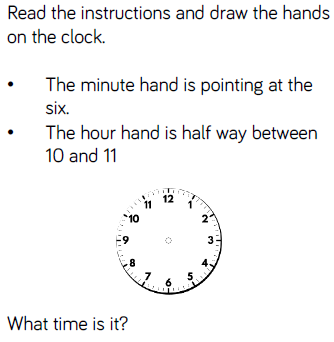 Read the instructions and draw the hands
on the clock.
• The minute hand is pointing at the
six.
• The hour hand is half way between
10 and 11
12
11 1
10 2
9 3
8 4
7 5
6
What time is it?